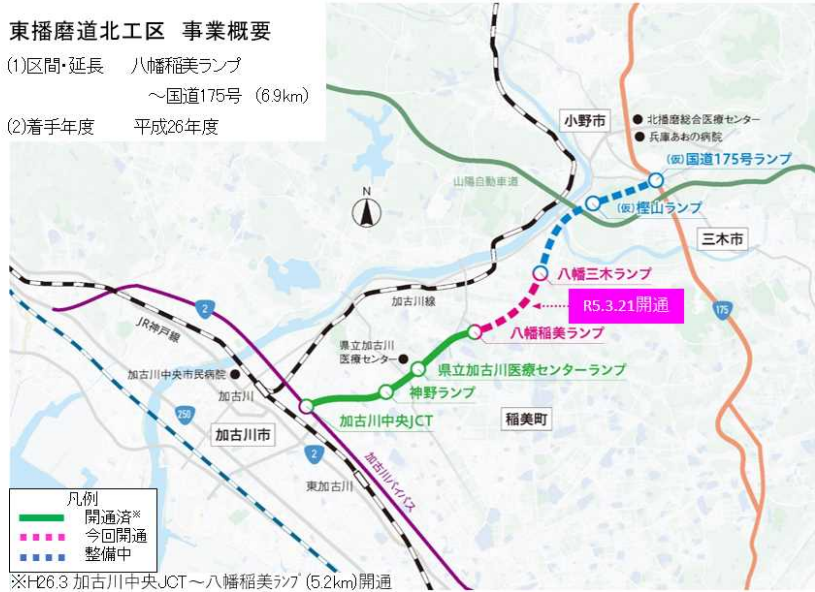 東播磨道北工区 事業概要
(1)区間・延長 八幡稲美ランプ
～国道175号 (6.9km)
(2)着手年度 平成26年度
小野市
北播磨総合医療センター
兵庫あおの病院
(仮)国道175号ランプ
山陽自動車道
(仮)樫山ランプ
N
三木市
八幡三木ランプ
加古川線
R5.3.21開通
175
2
JR神戸線
八幡稲美ランプ
県立加古川
医療センター
県立加古川医療センターランプ
加古川中央市民病院
神野ランプ
加古川
250
加古川中央JCT
稲美町
加古川市
2
加古川バイパス
東加古川
凡例
開通済※
今回開通
整備中
※H26.3 加古川中央JCT～八幡稲美ﾗﾝﾌﾟ(5.2km)開通